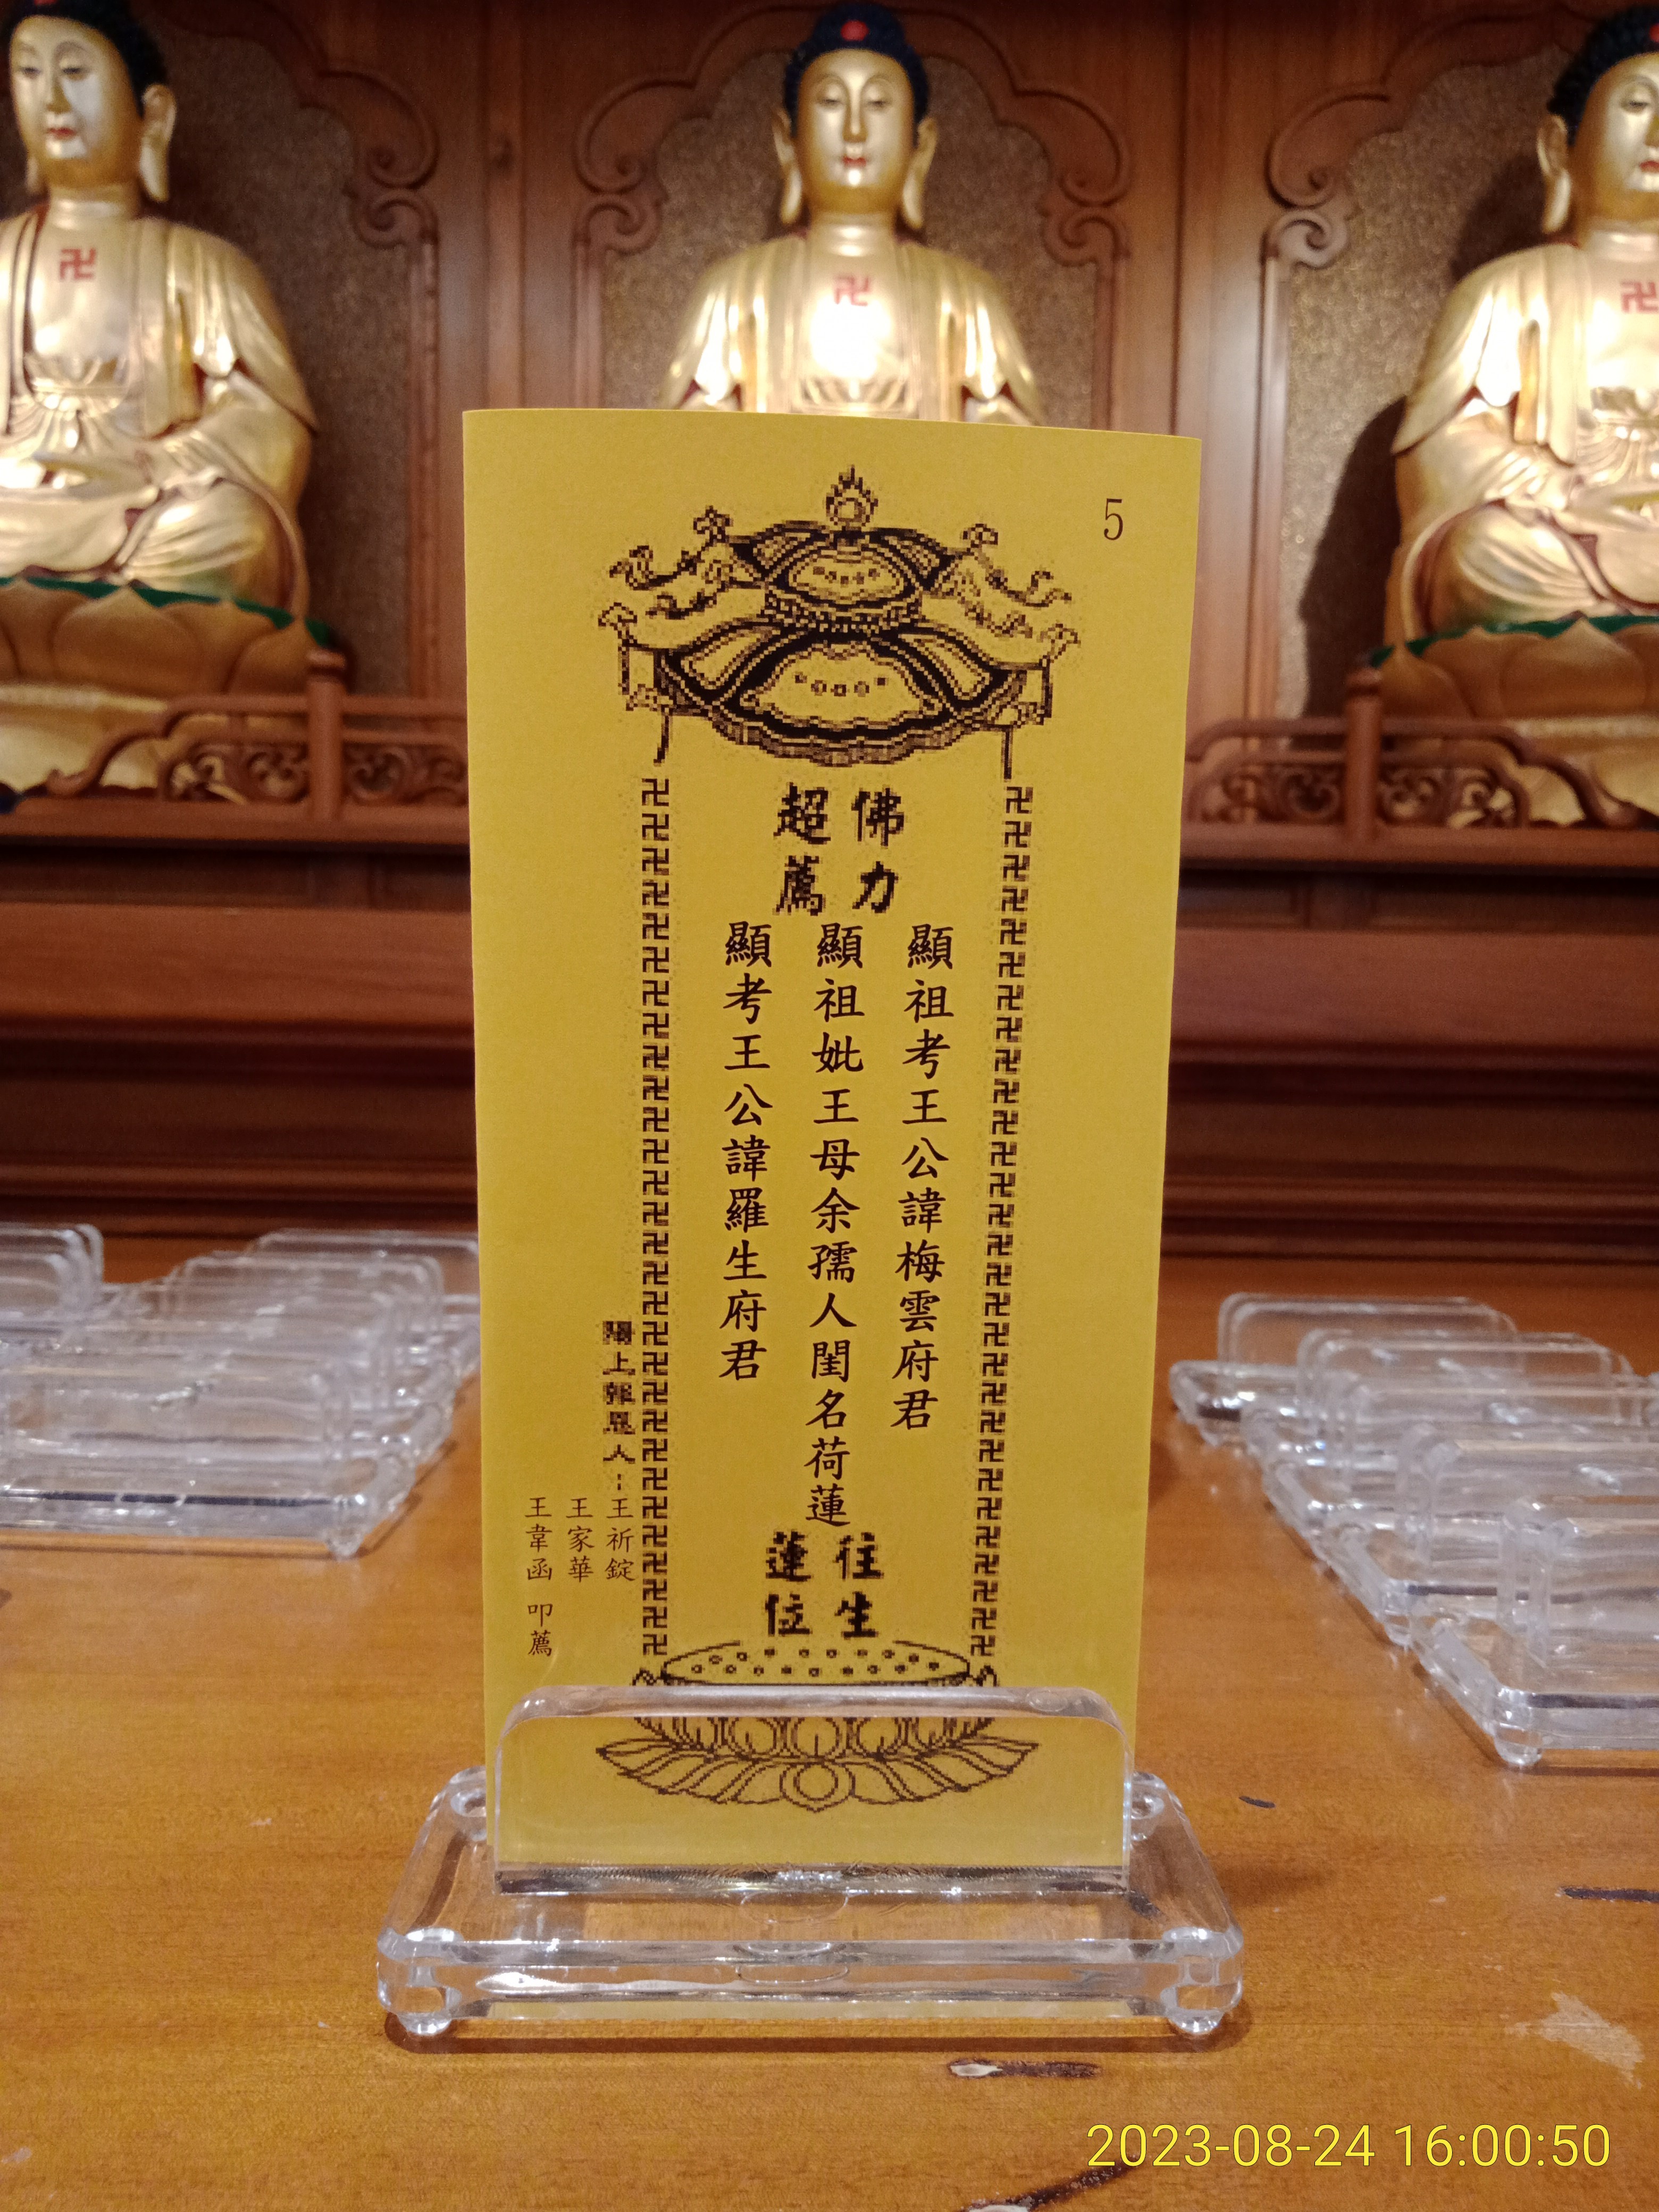 5
佛力
超薦
顯祖考王公諱梅雲府君
顯祖妣王母余孺人閨名荷蓮
顯考王公諱羅生府君
往生
蓮位
陽上報恩人：
王祈錠
王家華
王韋函 叩薦
2023-08-24 16:00:50